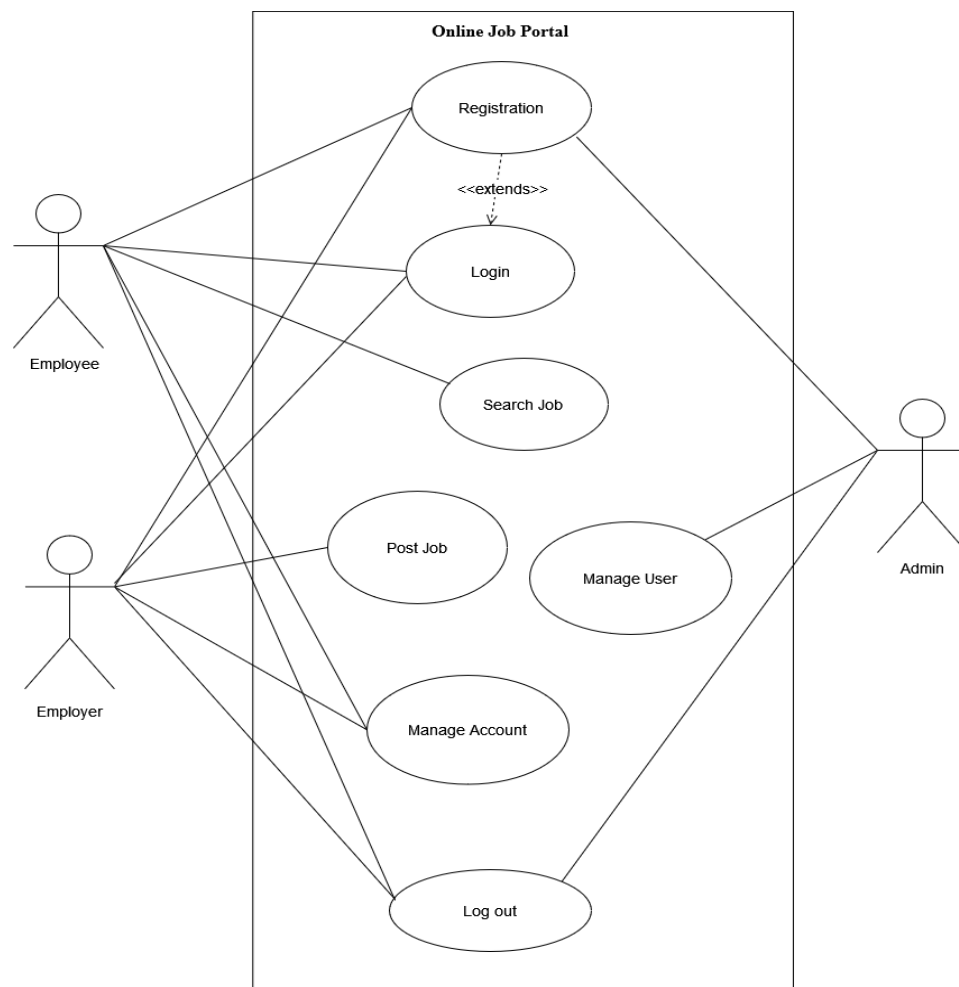 Online Job Portal
Registration
<<extends>>
Login
Employee
Search Job
Post Job
Manage User
Admin
Employer
Manage Account
Log out